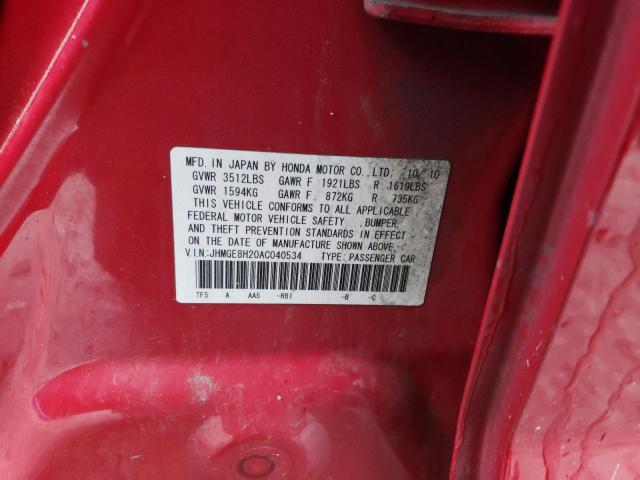 MFD. IN JAPAN BY HONDA MOTOR CO., LTD. 10/10
GVWR 3512LBS GAWR F 1921LBS R 1619LBS
GVWR 1594KG GAWR F 872KG R 735KG
THIS VEHICLE CONFORMS TO ALL APPLICABLE
FEDERAL MOTOR VEHICLE SAFETY, BUMPER,
AND THEFT PREVENTION STANDARDS IN EFFECT
ON THE DATE OF MANUFACTURE SHOWN ABOVE.
V.I.N:JHMGE8H20AC040534 TYPE: PASSENGER CAR
TF5 A AA5 -R81 -B -C